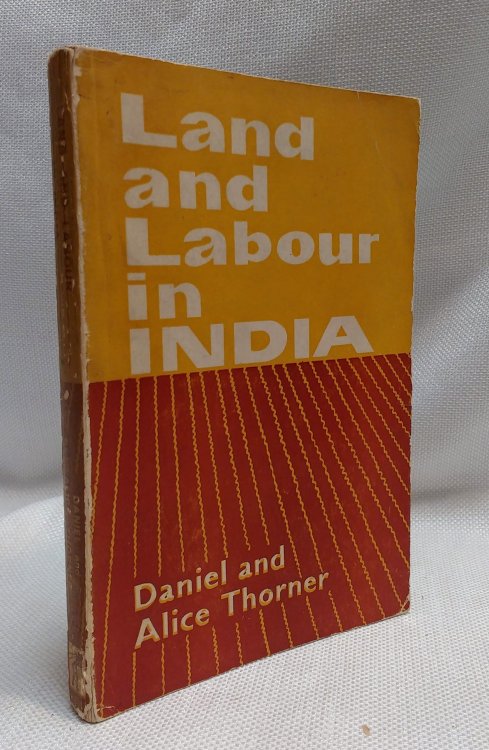 Land
and
Labour
in
INDIA
Daniel and
Alice Thorner